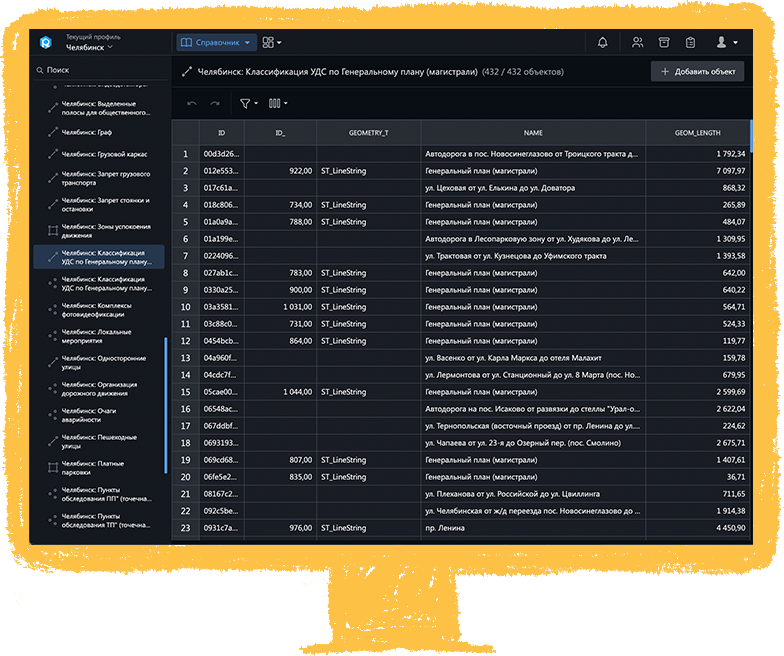 Текущий профиль
Челябинск
Справочник
Поиск
Челябинск: Выделенные
полосы для общественного...
Челябинск: Граф
Челябинск: Грузовой каркас
Челябинск: Запрет грузового
транспорта
Челябинск: Запрет стоянки и
остановки
Челябинск: Зоны успокоения
движения
Челябинск: Классификация
УДС по Генеральному плану...
Челябинск: Классификация
УДС по Генеральному плану...
Челябинск: Комплексы
фотовидеофиксации
Челябинск: Локальные
мероприятия
Челябинск: Односторонние
улицы
Челябинск: Организация
дорожного движения
Челябинск: Очаги
аварийности
Челябинск: Пешеходные
улицы
Челябинск: Платные
парковки
Челябинск: Пункты
обследования ПП" (точечна...
Челябинск: Пункты
обследования ТП" (точечна...
Челябинск: Классификация УДС по Генеральному плану (магистрали) (432 / 432 объектов)
Добавить объект
ID ID_ GEOMETRY_T NAME GEOM_LENGTH
1 00d3d26... Автодорога в пос. Новосинеглазово от Троицкого тракта д... 1 792,34
2 012e553... 922,00 ST_LineString Генеральный план (магистрали) 7 097,97
3 017c61a... ул. Цеховая от ул. Елькина до ул. Доватора 868,32
4 018c806... 734,00 ST_LineString Генеральный план (магистрали) 265,89
5 01a0a9a... 788,00 ST_LineString Генеральный план (магистрали) 484,07
6 01a199e... Автодорога в Лесопарковую зону от ул. Худякова до ул. Ле... 1 309,95
7 0224096... ул. Трактовая от ул. Кузнецова до Уфимского тракта 1 393,58
8 027ab1c... 783,00 ST_LineString Генеральный план (магистрали) 642,00
9 0330a25... 900,00 ST_LineString Генеральный план (магистрали) 640,22
10 03a3581... 1 031,00 ST_LineString Генеральный план (магистрали) 564,71
11 03c88c0... 731,00 ST_LineString Генеральный план (магистрали) 524,33
12 0454bcb... 864,00 ST_LineString Генеральный план (магистрали) 119,77
13 04a960f... ул. Васенко от ул. Карла Маркса до отеля Малахит 159,78
14 04cdc7f... ул. Лермонтова от ул. Станционный до ул. 8 Марта (пос. Но... 679,95
15 05cae00... 1 044,00 ST_LineString Генеральный план (магистрали) 2 599,69
16 06548ac... Автодорога на пос. Исаково от развязки до стеллы "Урал-о... 2 622,04
17 067ddbf... ул. Тернопольская (восточный проезд) от пр. Ленина до ул.... 224,62
18 0693193... ул. Чапаева от ул. 23-я до Озерный пер. (пос. Смолино) 2 675,71
19 069cd68... 807,00 ST_LineString Генеральный план (магистрали) 1 407,61
20 06fe5e2... 835,00 ST_LineString Генеральный план (магистрали) 36,71
21 08167c2... ул. Плеханова от ул. Российской до ул. Цвиллинга 711,65
22 092c5be... ул. Челябинская от ж/д переезда пос. Новосинеглазово до ... 1 914,38
23 0931c7a... 976,00 ST_LineString пр. Ленина 4 450,90